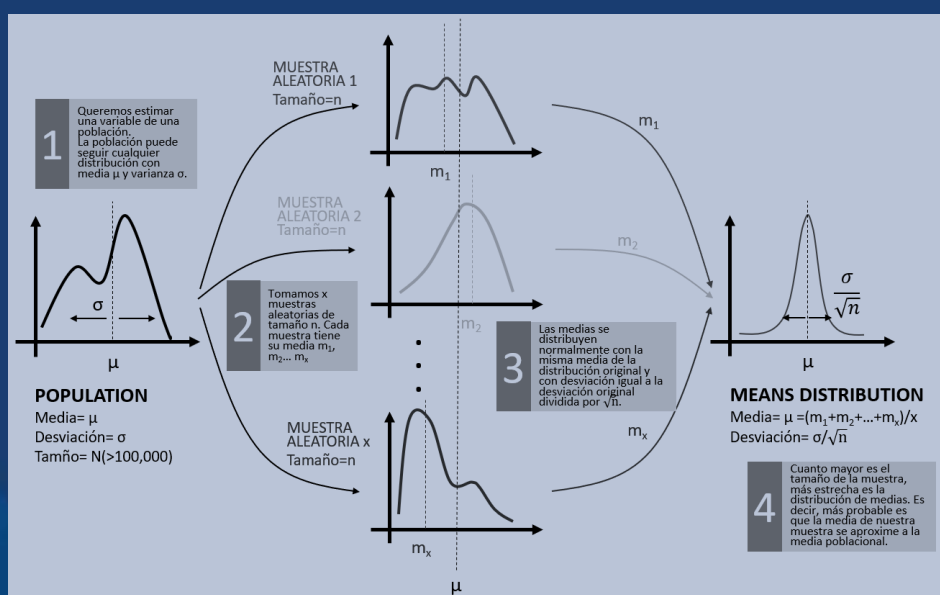 1
Queremos estimar
una variable de una
población.
La población puede
seguir cualquier
distribución con
media μ y varianza σ.
σ
μ
POPULATION
Media= μ
Desviación= σ
Tamño= N(>100,000)
MUESTRA
ALEATORIA 1
Tamaño=n
m₁
MUESTRA
ALEATORIA 2
Tamaño=n
m₂
2
Tomamos x
muestras
aleatorias de
tamaño n. Cada
muestra tiene
su media m₁,
m₂... mₓ
MUESTRA
ALEATORIA x
Tamaño=n
mₓ
μ
3
Las medias se
distribuyen
normalmente con la
misma media de la
distribución original y
con desviación igual a la
desviación original
dividida por √n.
m₁
m₂
mₓ
σ/√n
μ
MEANS DISTRIBUTION
Media= μ =(m₁+m₂+...+mₓ)/x
Desviación= σ/√n
4
Cuanto mayor es el
tamaño de la muestra,
más estrecha es la
distribución de medias. Es
decir, más probable es
que la media de nuestra
muestra se aproxime a la
media poblacional.